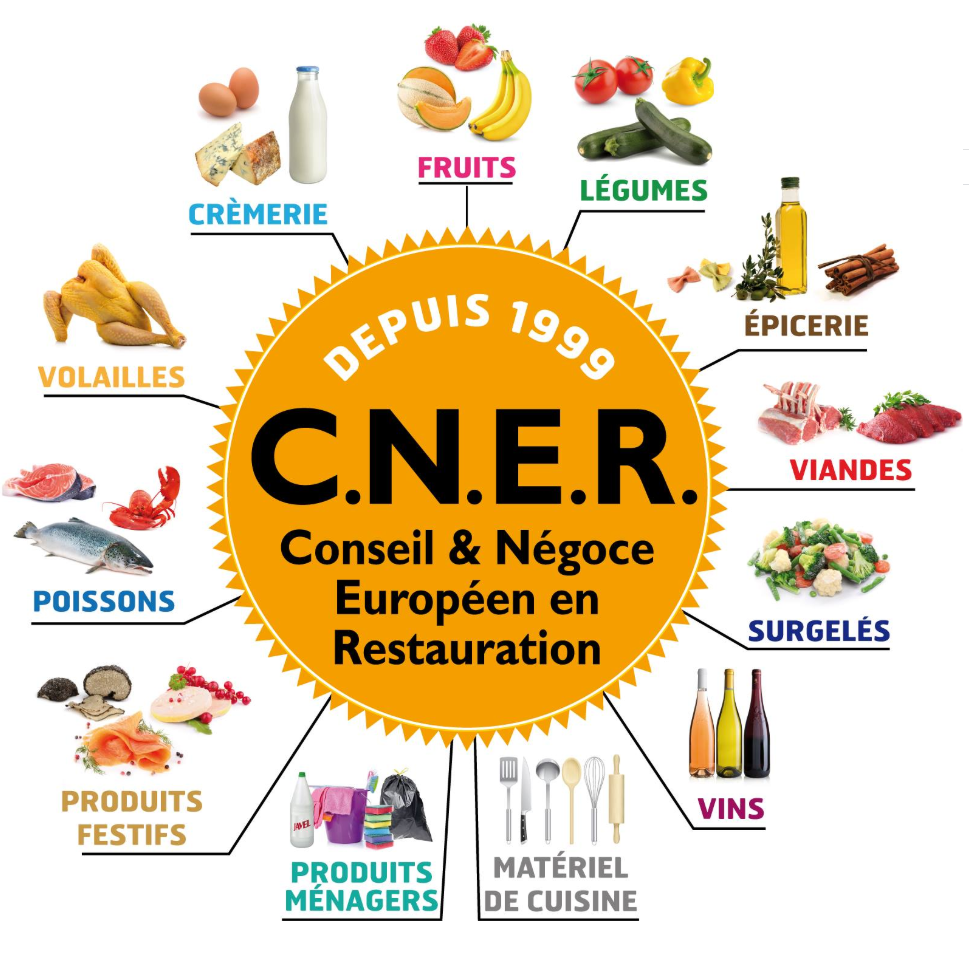 FRUITS
LÉGUMES
CRÈMERIE
ÉPICERIE
VOLAILLES
VIANDES
POISSONS
SURGELÉS
DEPUIS 1999
C.N.E.R.
Conseil & Négoce
Européen en
Restauration
PRODUITS
FESTIFS
VINS
JAVEL
PRODUITS
MÉNAGERS
MATÉRIEL
DE CUISINE